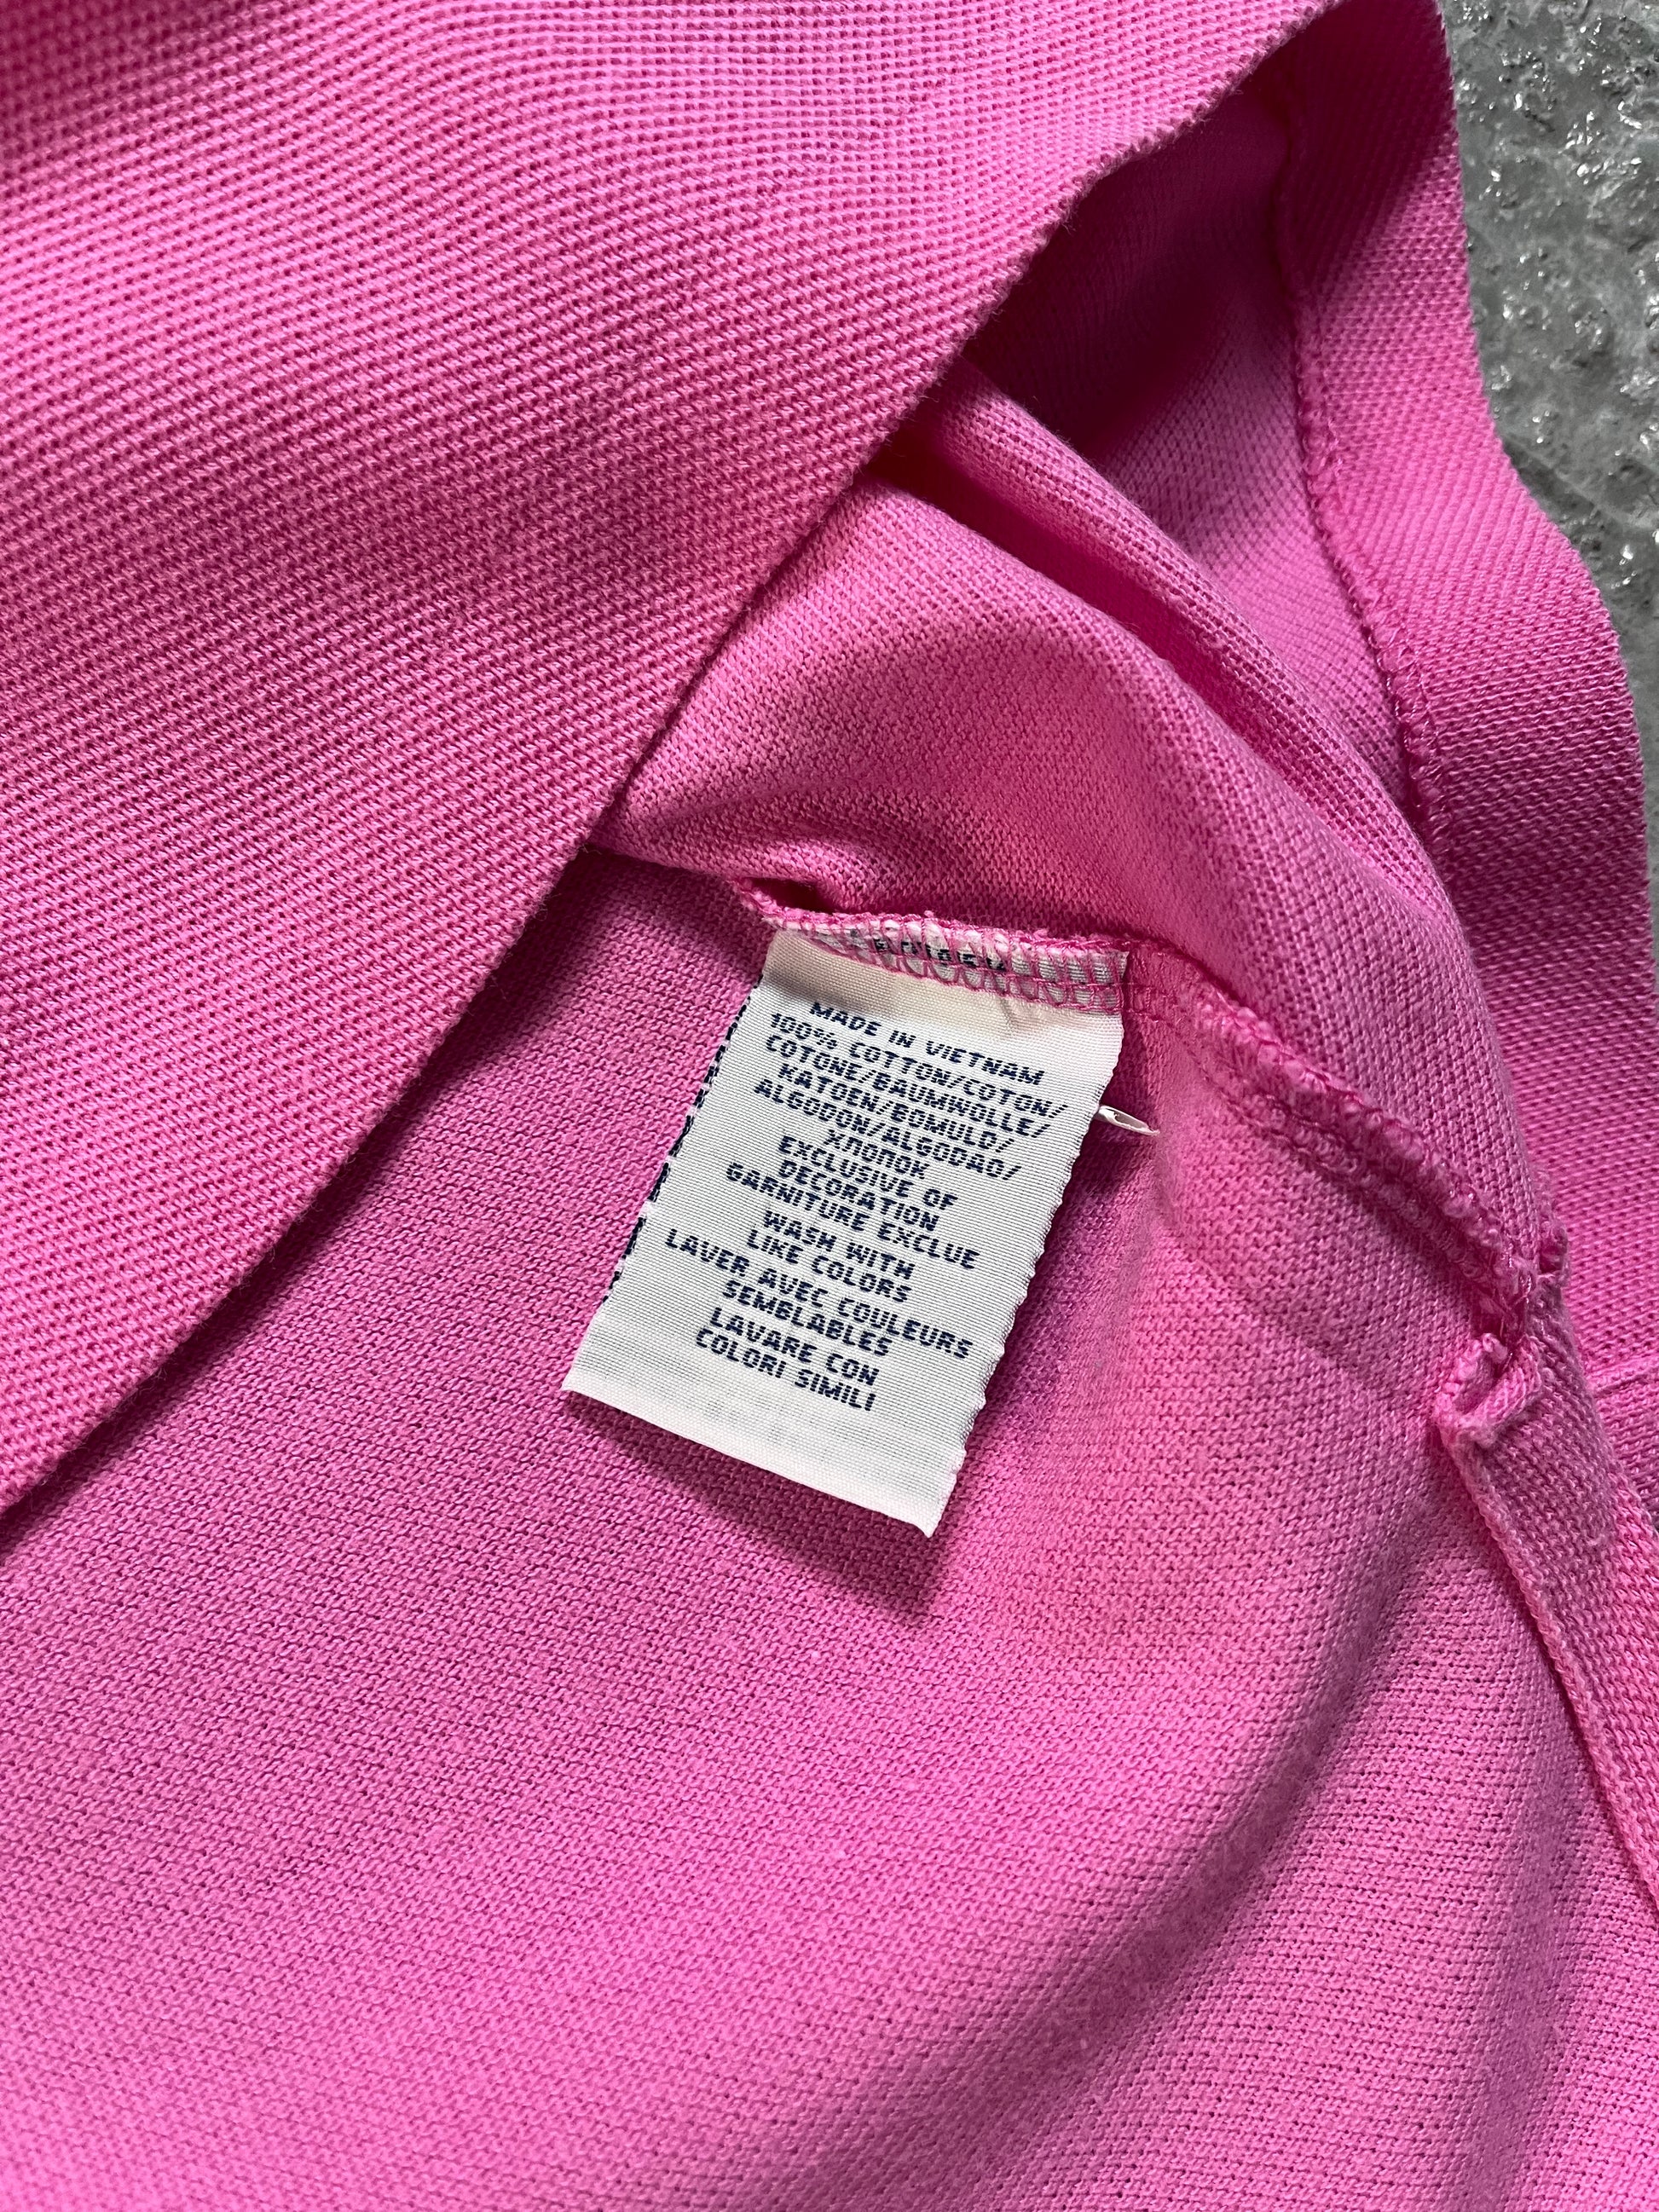 MADE IN VIETNAM
100% COTTON/COTON/
COTONE/BAUMWOLLE/
KATOEN/BOMULD/
ALGODON/ALGODAO/
ХЛОПОК
EXCLUSIVE OF
DECORATION
GARNITURE EXCLUE
WASH WITH
LIKE COLORS
LAVER AVEC COULEURS
SEMBLABLES
LAVARE CON
COLORI SIMILI